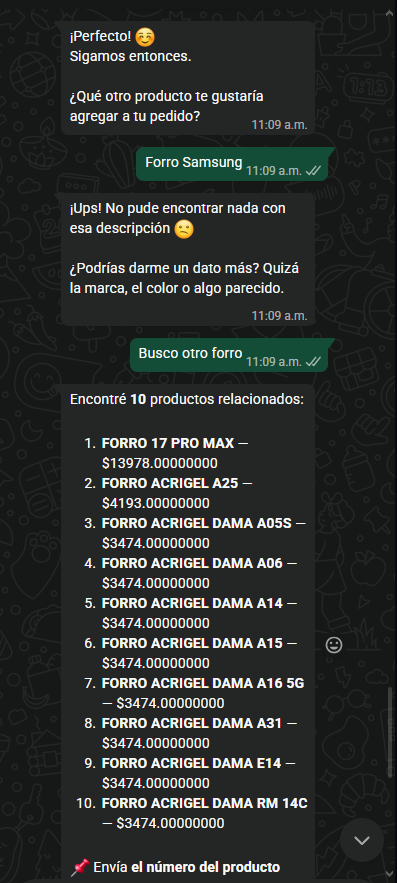 ¡Perfecto! ☺️
Sigamos entonces.
¿Qué otro producto te gustaría
agregar a tu pedido?
11:09 a.m.
Forro Samsung
11:09 a.m.
¡Ups! No pude encontrar nada con
esa descripción 😕
¿Podrías darme un dato más? Quizá
la marca, el color o algo parecido.
11:09 a.m.
Busco otro forro
11:09 a.m.
Encontré 10 productos relacionados:
1. FORRO 17 PRO MAX —
$13978.00000000
2. FORRO ACRIGEL A25 —
$4193.00000000
3. FORRO ACRIGEL DAMA A05S —
$3474.00000000
4. FORRO ACRIGEL DAMA A06 —
$3474.00000000
5. FORRO ACRIGEL DAMA A14 —
$3474.00000000
6. FORRO ACRIGEL DAMA A15 —
$3474.00000000
7. FORRO ACRIGEL DAMA A16 5G
— $3474.00000000
8. FORRO ACRIGEL DAMA A31 —
$3474.00000000
9. FORRO ACRIGEL DAMA E14 —
$3474.00000000
10. FORRO ACRIGEL DAMA RM 14C
— $3474.00000000
📌 Envía el número del producto